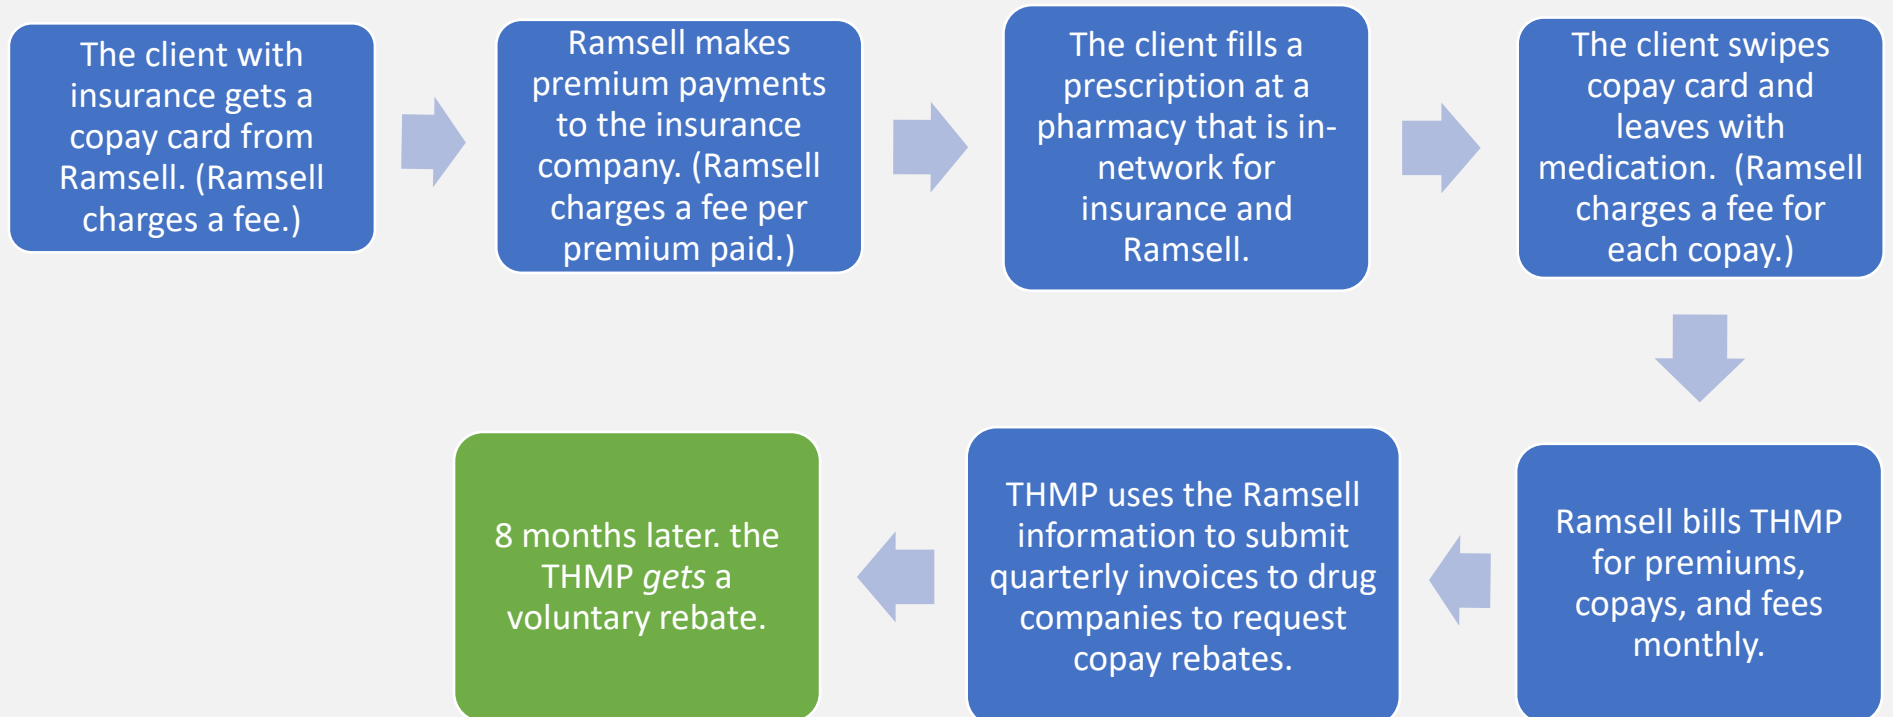 The client with
insurance gets a
copay card from
Ramsell. (Ramsell
charges a fee.)
Ramsell makes
premium payments
to the insurance
company. (Ramsell
charges a fee per
premium paid.)
The client fills a
prescription at a
pharmacy that is in-
network for
insurance and
Ramsell.
The client swipes
copay card and
leaves with
medication.  (Ramsell
charges a fee for
each copay.)
Ramsell bills THMP
for premiums,
copays, and fees
monthly.
THMP uses the Ramsell
information to submit
quarterly invoices to drug
companies to request
copay rebates.
8 months later. the
THMP gets a
voluntary rebate.